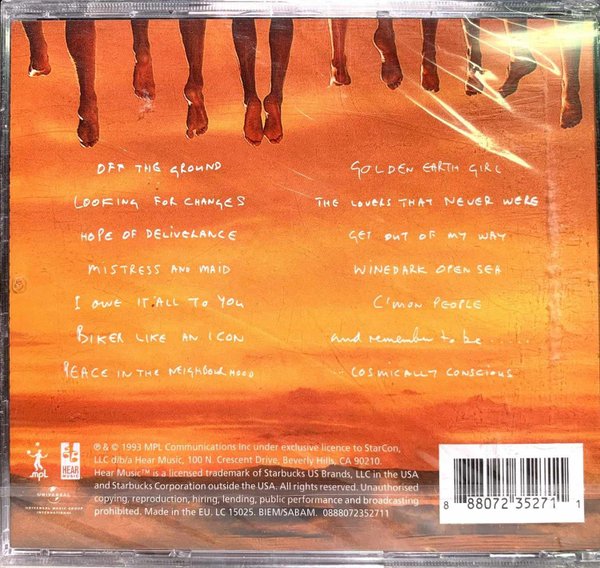 OFF THE GROUND
LOOKING FOR CHANGES
HOPE OF DELIVERANCE
MISTRESS AND MAID
I OWE IT ALL TO YOU
BIKER LIKE AN ICON
PEACE IN THE NEIGHBOURHOOD
GOLDEN EARTH GIRL
THE LOVERS THAT NEVER WERE
GET OUT OF MY WAY
WINEDARK OPEN SEA
C'MON PEOPLE
and remember to be......
...COSMICALLY CONSCIOUS
mpl
HEAR
MUSIC
UNIVERSAL
UNIVERSAL MUSIC GROUP
INTERNATIONAL
℗ & © 1993 MPL Communications Inc under exclusive licence to StarCon,
LLC d/b/a Hear Music, 100 N. Crescent Drive, Beverly Hills, CA 90210.
Hear Music™ is a licensed trademark of Starbucks US Brands, LLC in the USA
and Starbucks Corporation outside the USA. All rights reserved. Unauthorised
copying, reproduction, hiring, lending, public performance and broadcasting
prohibited. Made in the EU. LC 15025. BIEM/SABAM. 0888072352711
8 88072 35271 1